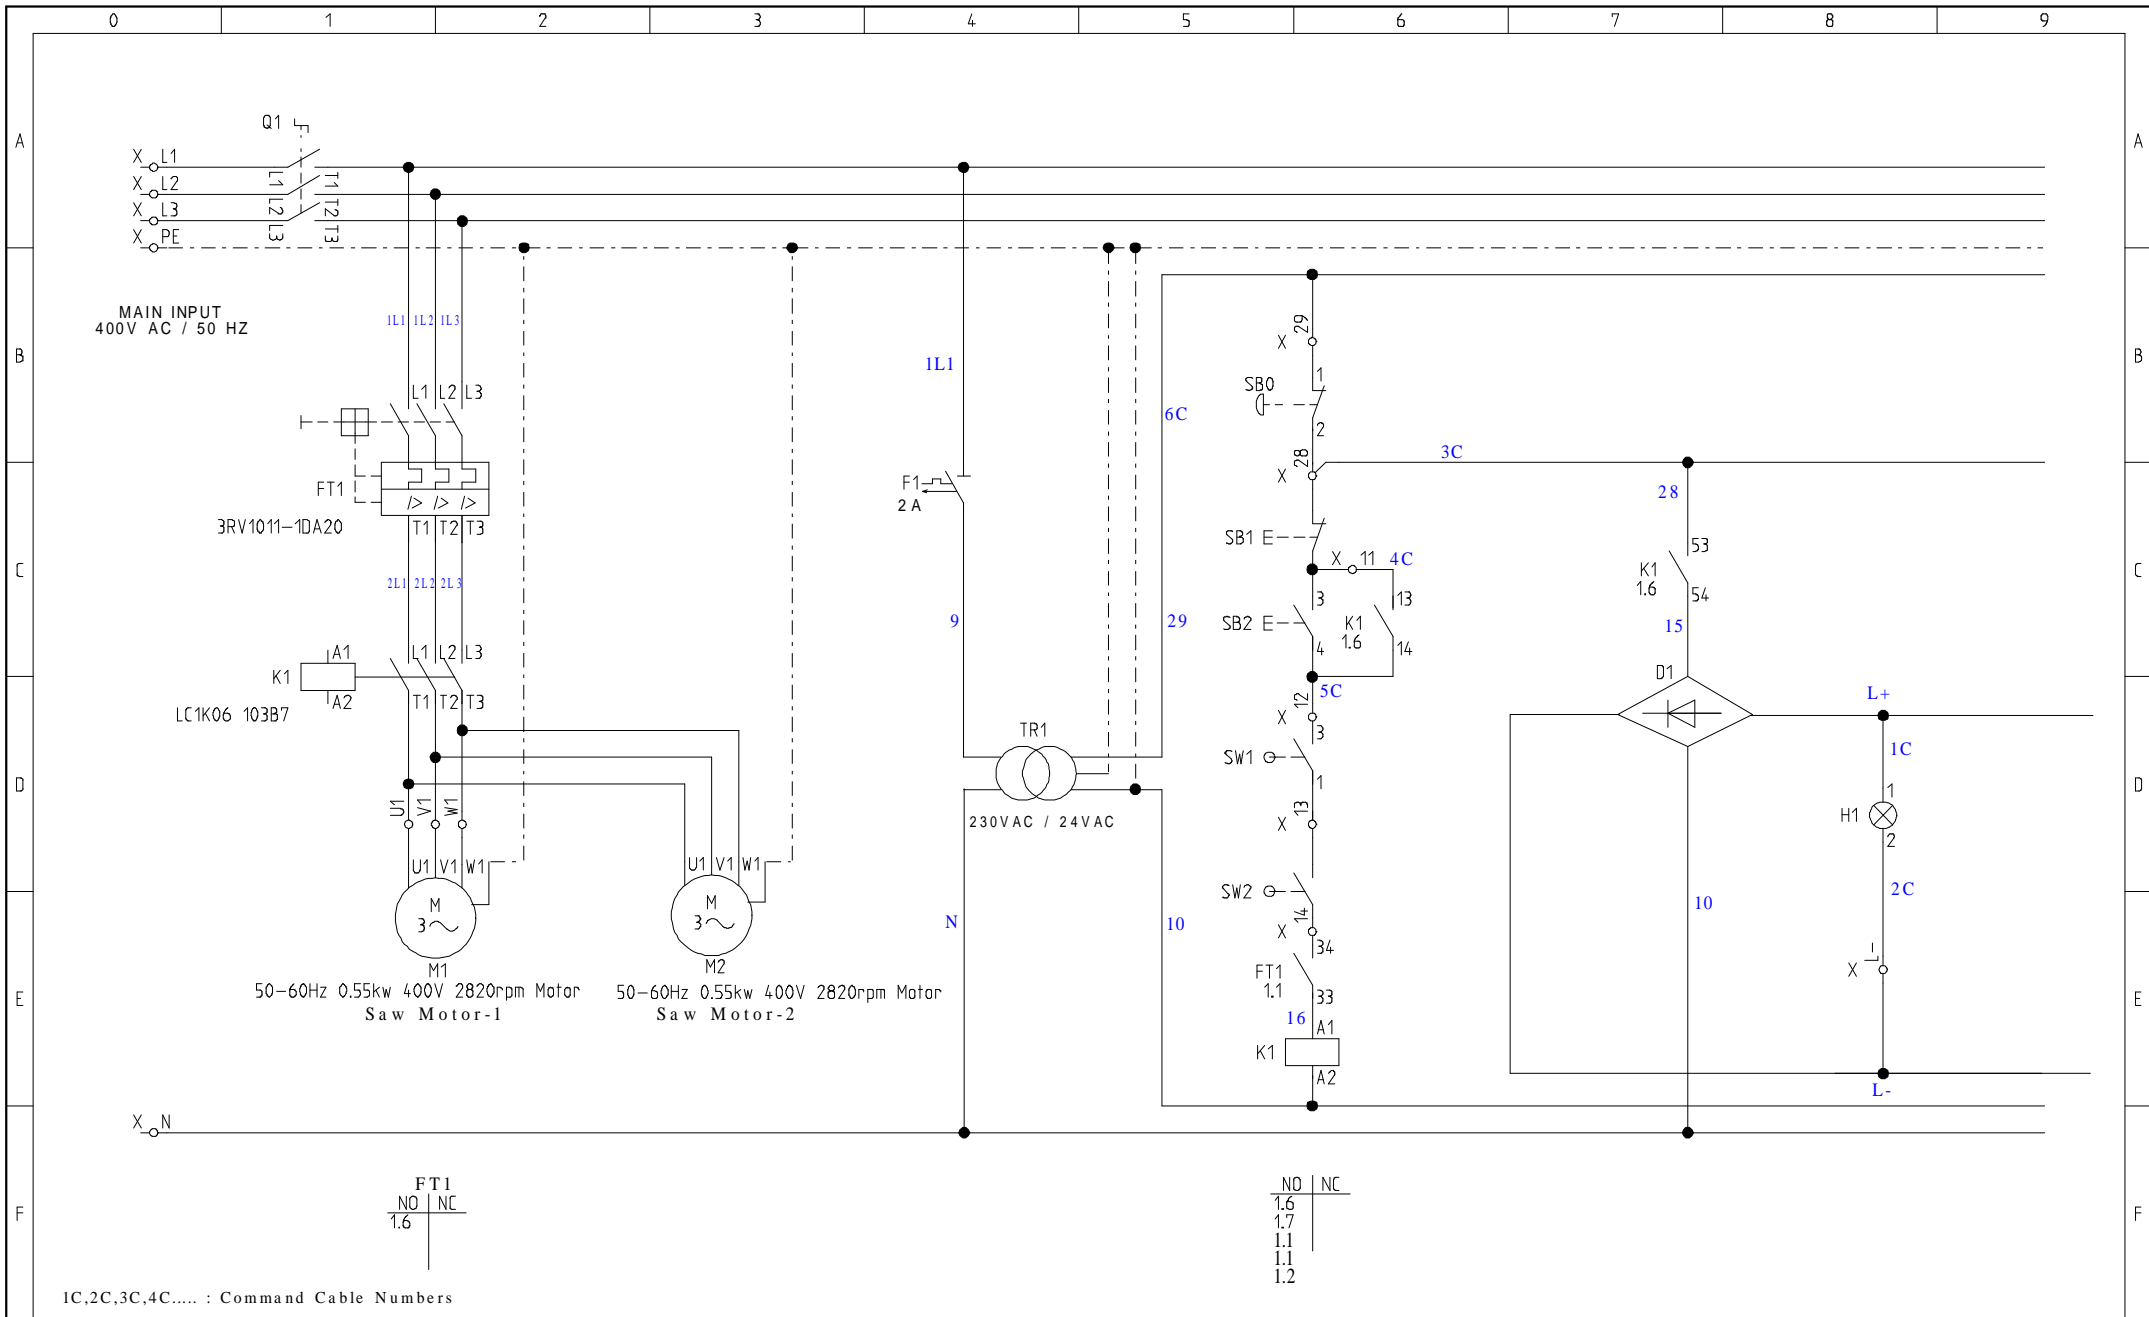 0 1 2 3 4 5 6 7 8 9
A A
B B
C C
D D
E E
F F
Q1
X L1
X L2
X L3
X PE
L1 T1
L2 T2
L3 T3
MAIN INPUT
400V AC / 50 HZ
1L1 1L2 1L3
L1 L2 L3
FT1
/> /> />
3RV1011-1DA20
T1 T2 T3
2L1 2L2 2L3
K1
A1
A2
L1 L2 L3
T1 T2 T3
LC1K06 103B7
U1 V1 W1
U1 V1 W1
M
3
M1
50-60Hz 0.55kw 400V 2820rpm Motor
Saw Motor-1
U1 V1 W1
M
3
M2
50-60Hz 0.55kw 400V 2820rpm Motor
Saw Motor-2
1L1
F1
2 A
9
TR1
230VAC / 24VAC
N
6C
29
10
29
X
SB0
1
2
28
X
3C
SB1 E
X 11 4C
3
SB2 E
4
13
K1
1.6
14
5C
12
X
3
SW1
1
13
X
SW2
14
X
34
FT1
1.1
33
16
A1
K1
A2
28
53
K1
1.6
54
15
D1
10
L+
1C
1
H1
2
2C
L-
X
L-
X N
FT1
NO NC
1.6
NO NC
1.6
1.7
1.1
1.1
1.2
1C,2C,3C,4C..... : Command Cable Numbers